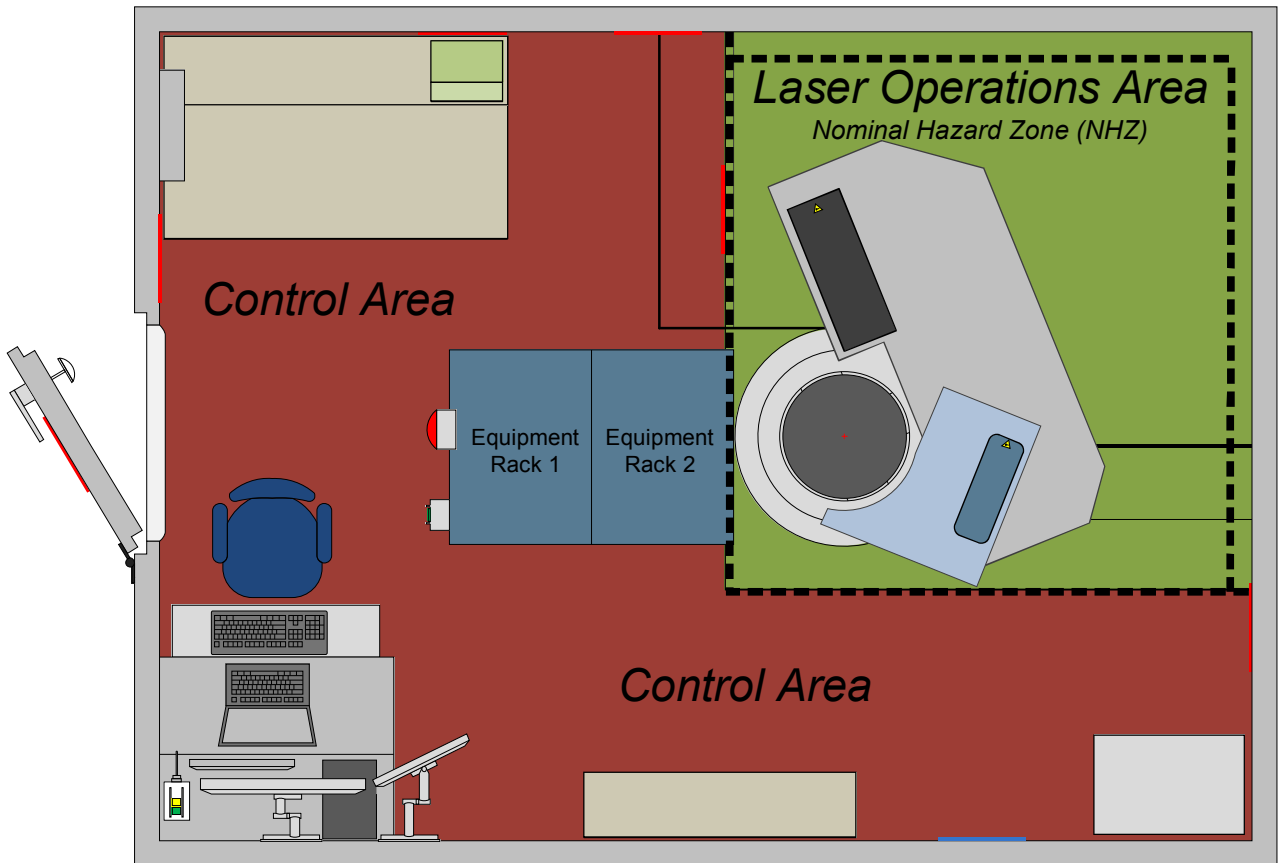 Laser Operations Area
Nominal Hazard Zone (NHZ)
Control Area
Equipment
Rack 1
Equipment
Rack 2
Control Area